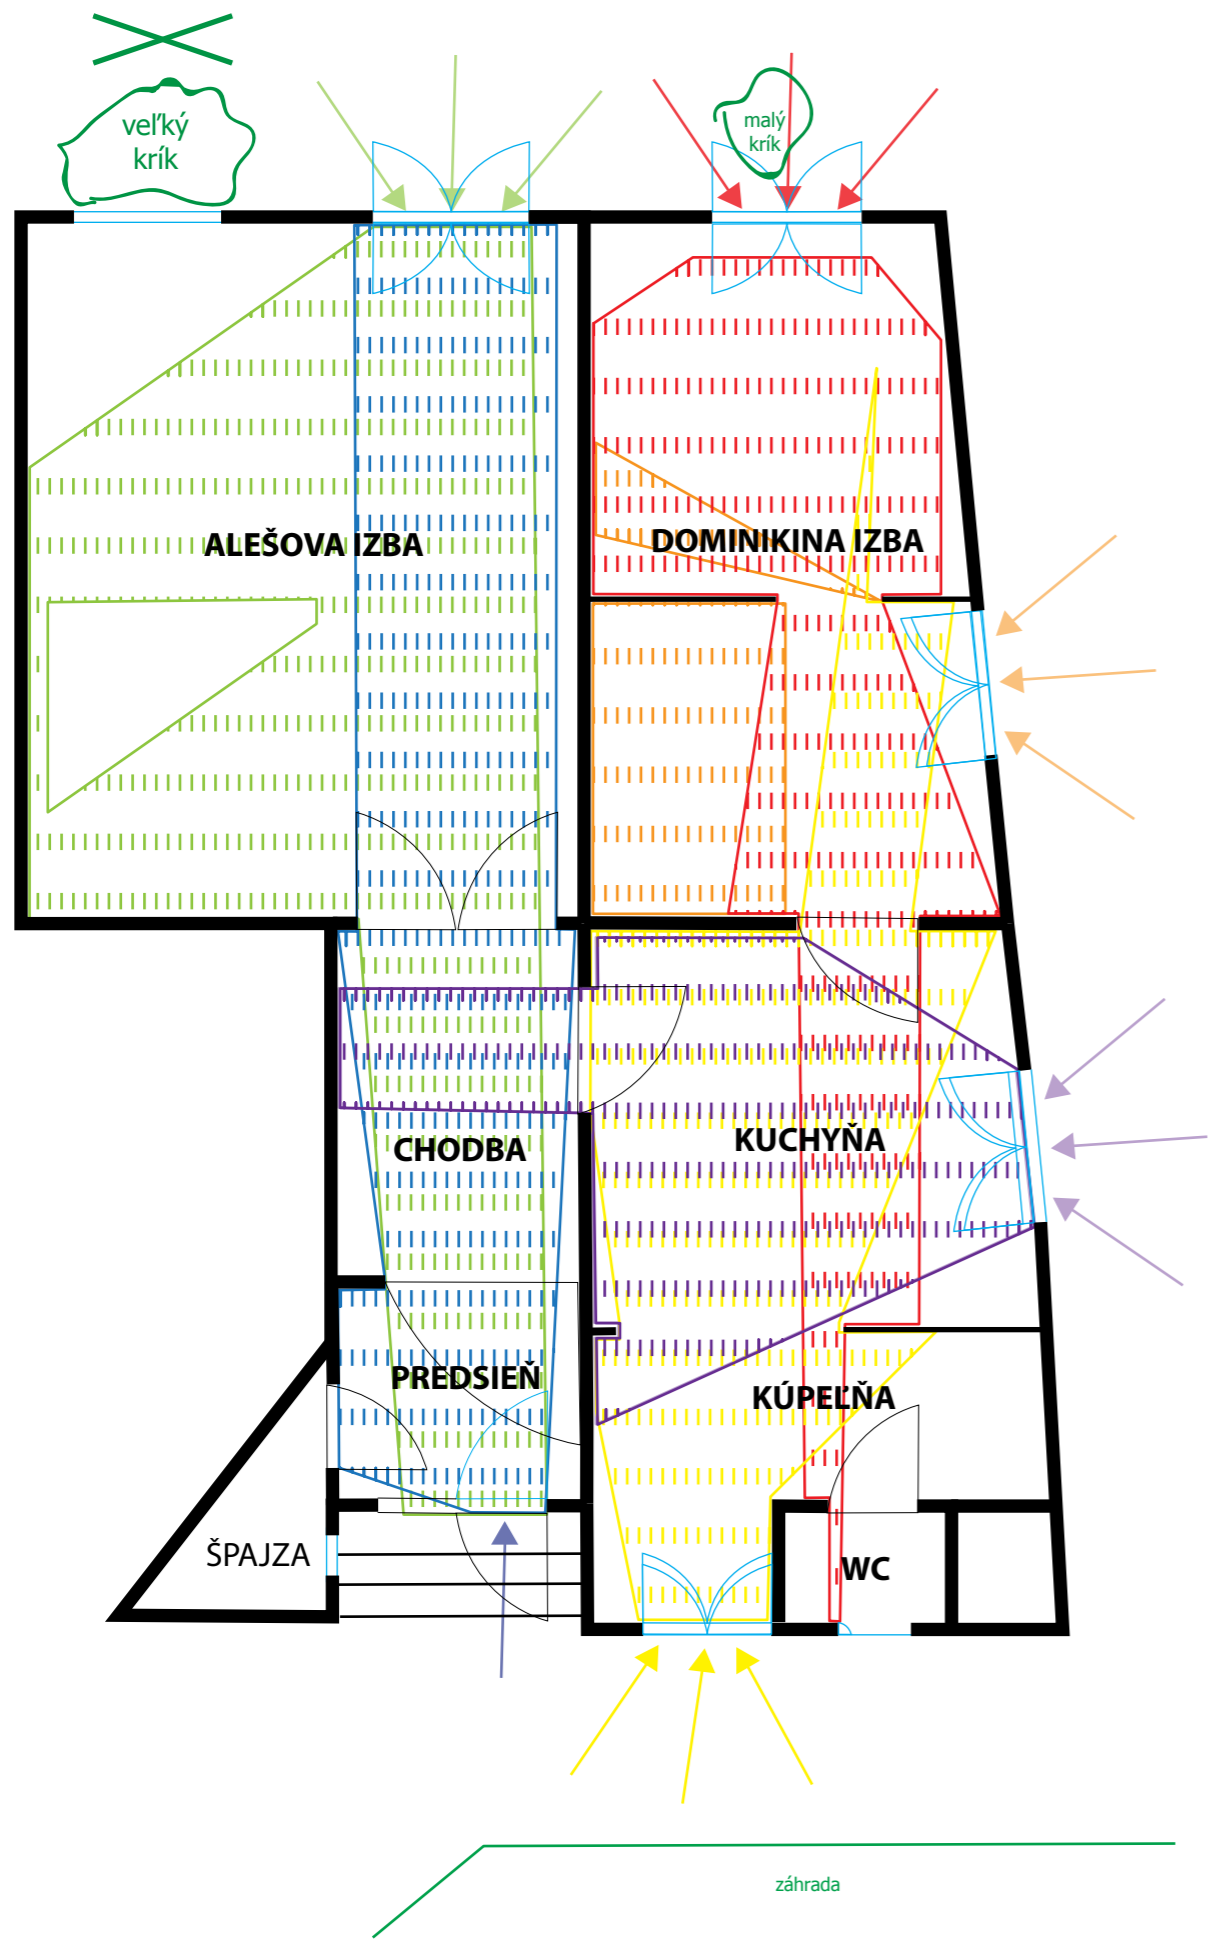 veľký
krík
malý
krík
ALEŠOVA IZBA
DOMINIKINA IZBA
CHODBA
KUCHYŇA
PREDSIEŇ
KÚPEĽŇA
ŠPAJZA
WC
záhrada